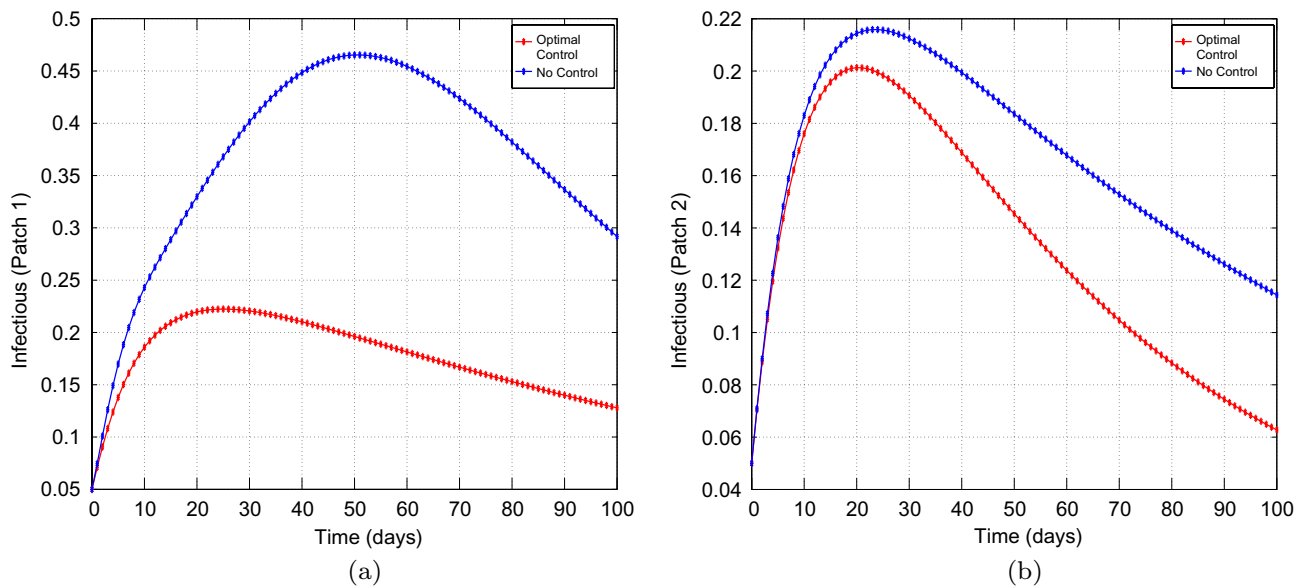 0.5
0.45
0.4
0.35
0.3
0.25
0.2
0.15
0.1
0.05
Infectious (Patch 1)
0 10 20 30 40 50 60 70 80 90 100
Time (days)
Optimal
Control
No Control
(a)
0.22
0.2
0.18
0.16
0.14
0.12
0.1
0.08
0.06
0.04
Infectious (Patch 2)
0 10 20 30 40 50 60 70 80 90 100
Time (days)
Optimal
Control
No Control
(b)